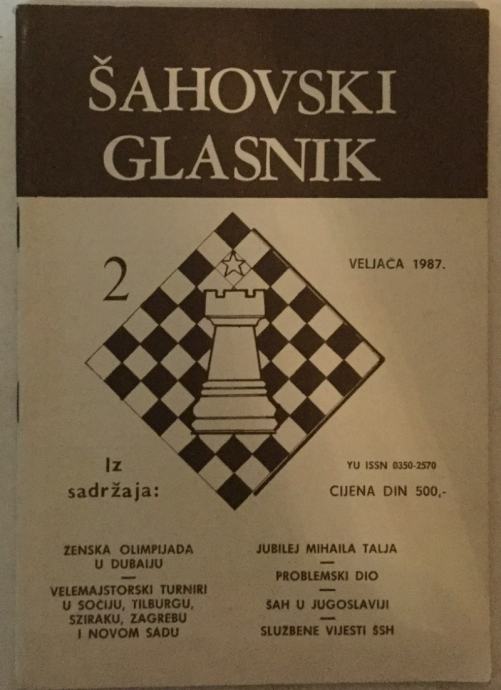 ŠAHOVSKI
GLASNIK
2
VELJAČA 1987.
Iz
sadržaja:
YU ISSN 0350-2570
CIJENA DIN 500,-
ŽENSKA OLIMPIJADA
U DUBAIJU
VELEMAJSTORSKI TURNIRI
U SOČIJU, TILBURGU,
SZIRAKU, ZAGREBU
I NOVOM SADU
JUBILEJ MIHAILA TALJA
PROBLEMSKI DIO
ŠAH U JUGOSLAVIJI
SLUŽBENE VIJESTI ŠSH